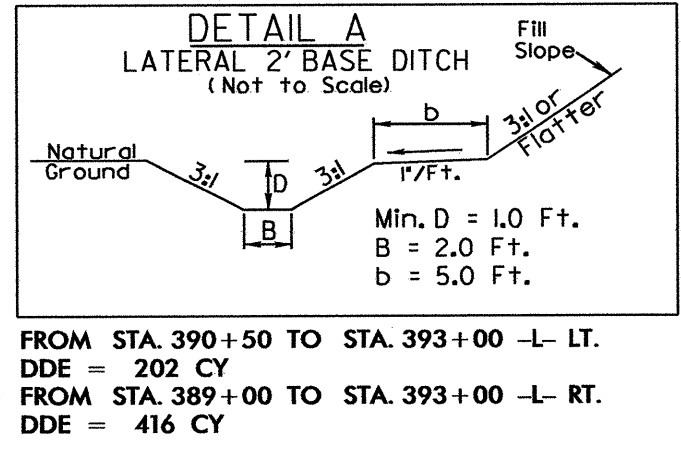 DETAIL A
LATERAL 2' BASE DITCH
(Not to Scale)
Fill
Slope
b
3:1 or
Flatter
Natural
Ground
3:1
D
3:1
1"/Ft.
B
Min. D = 1.0 Ft.
B = 2.0 Ft.
b = 5.0 Ft.
FROM STA. 390+50 TO STA. 393+00 -L- LT.
DDE = 202 CY
FROM STA. 389+00 TO STA. 393+00 -L- RT.
DDE = 416 CY